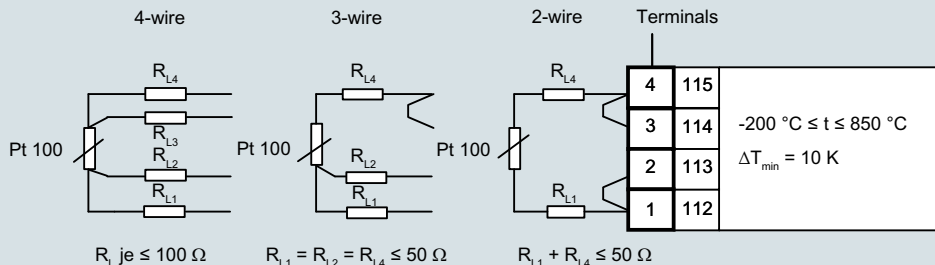 4-wire
3-wire
2-wire
Terminals
R_L4
R_L4
R_L4
4 115
R_L3
3 114
-200 °C ≤ t ≤ 850 °C
Pt 100
Pt 100
Pt 100
R_L2
R_L2
2 113
ΔT_min = 10 K
R_L1
R_L1
R_L1
1 112
R_L je ≤ 100 Ω
R_L1 = R_L2 = R_L4 ≤ 50 Ω
R_L1 + R_L4 ≤ 50 Ω